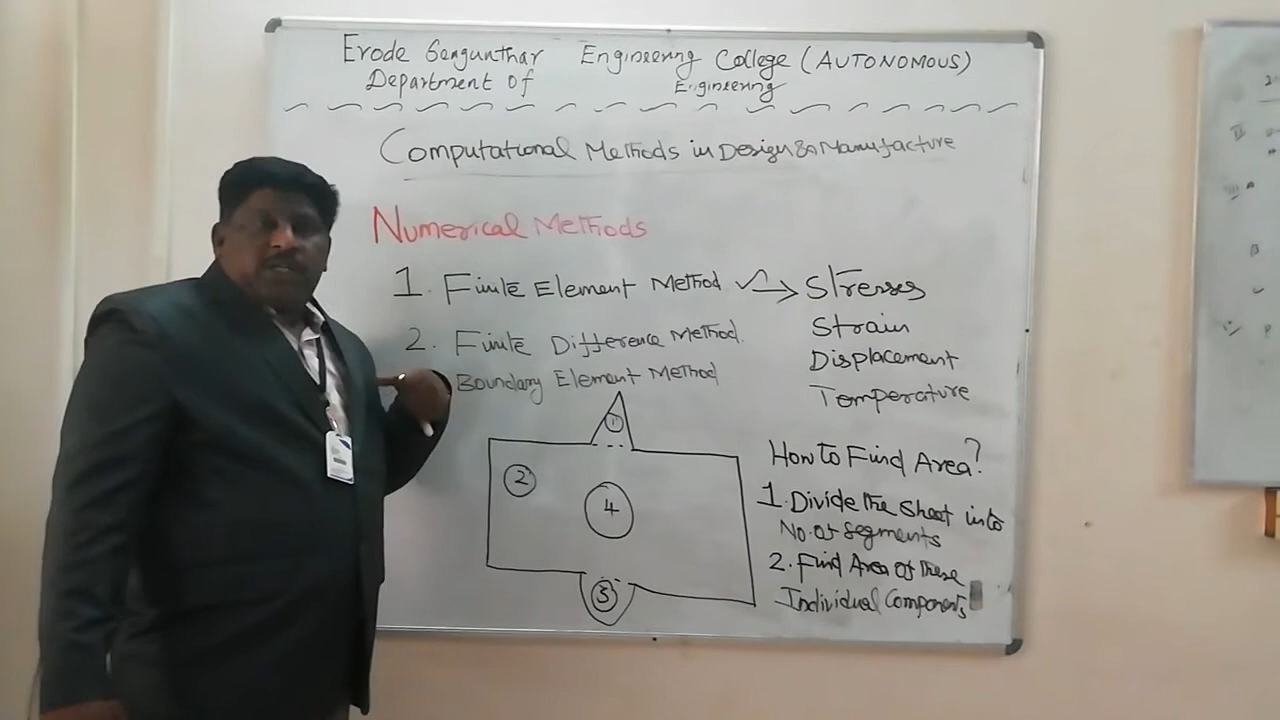 Erode Sengunthar Engineering College (AUTONOMOUS)
Department of Engineering
Computational Methods in Design & Manufacture
Numerical Methods
1. Finite Element Method → Stresses
Strain
Displacement
Temperature
2. Finite Difference Method.
Boundary Element Method
1
2
4
3
How to Find Area?
1. Divide the Sheet into
No. of Segments
2. Find Area of These
Individual Components